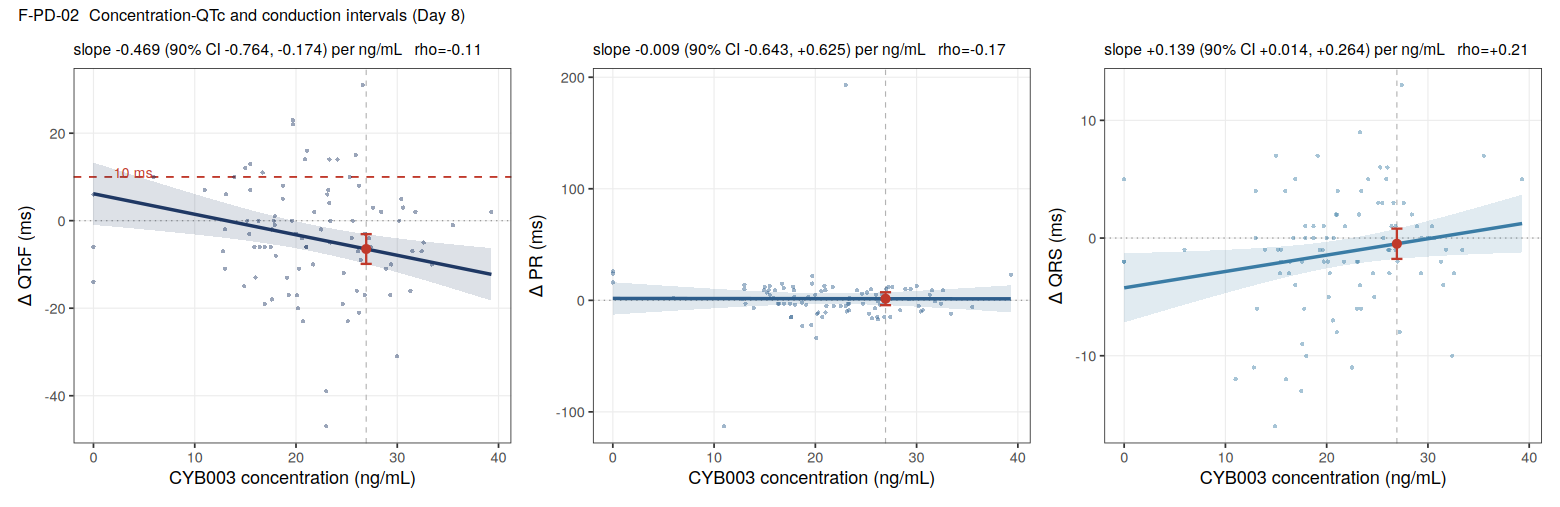 F-PD-02 Concentration-QTc and conduction intervals (Day 8)
slope -0.469 (90% CI -0.764, -0.174) per ng/mL rho=-0.11
20
0
-20
-40
Δ QTcF (ms)
10 ms
0
10
20
30
40
CYB003 concentration (ng/mL)
slope -0.009 (90% CI -0.643, +0.625) per ng/mL rho=-0.17
200
100
0
-100
Δ PR (ms)
0
10
20
30
40
CYB003 concentration (ng/mL)
slope +0.139 (90% CI +0.014, +0.264) per ng/mL rho=+0.21
10
0
-10
Δ QRS (ms)
0
10
20
30
40
CYB003 concentration (ng/mL)